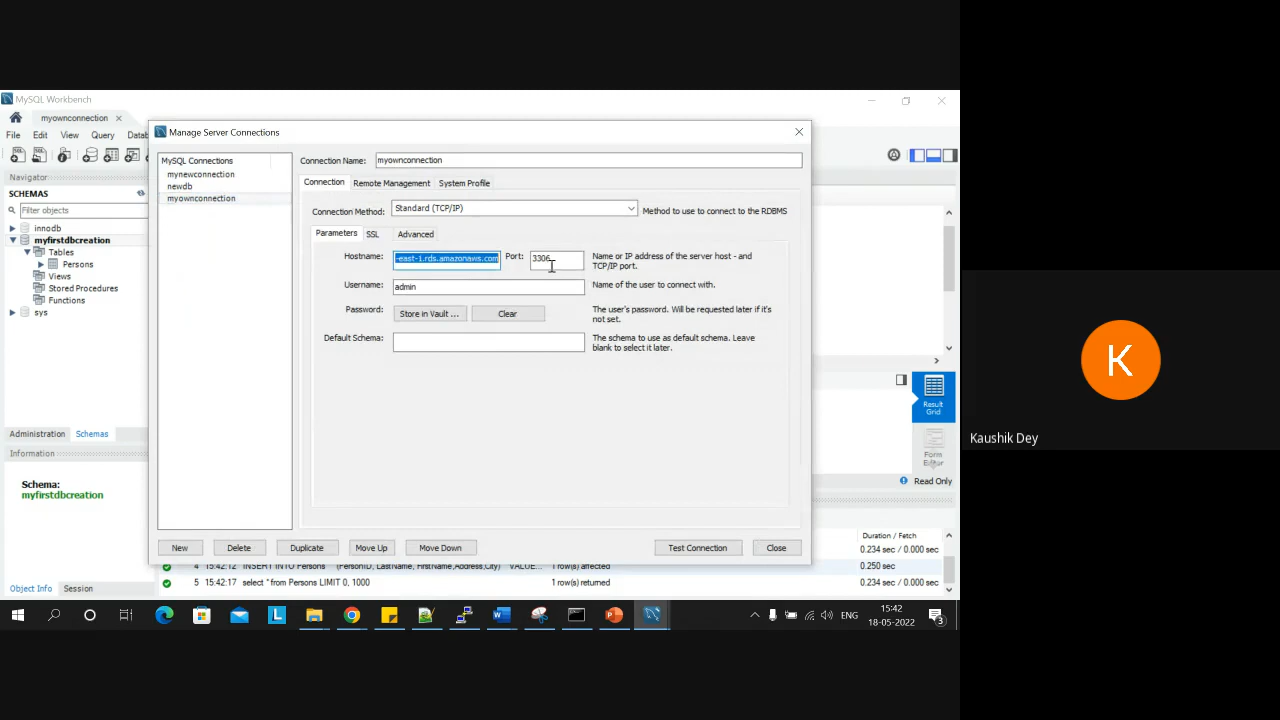 MySQL Workbench
myownconnection ×
File Edit View Query Datab
Navigator
SCHEMAS
Filter objects
innodb
myfirstdbcreation
Tables
Persons
Views
Stored Procedures
Functions
sys
Administration Schemas
Information
Schema:
myfirstdbcreation
Object Info Session
Manage Server Connections
MySQL Connections
mynewconnection
newdb
myownconnection
Connection Name: myownconnection
Connection Remote Management System Profile
Connection Method: Standard (TCP/IP) Method to use to connect to the RDBMS
Parameters SSL Advanced
Hostname: -east-1.rds.amazonaws.com Port: 3306 Name or IP address of the server host - and
TCP/IP port.
Username: admin Name of the user to connect with.
Password: Store in Vault ... Clear The user's password. Will be requested later if it's
not set.
Default Schema: The schema to use as default schema. Leave
blank to select it later.
New Delete Duplicate Move Up Move Down Test Connection Close
Result
Grid
Form
Editor
Read Only
Duration / Fetch
0.234 sec / 0.000 sec
4 15:42:12 INSERT INTO Persons (PersonID, LastName, FirstName,Address,City) VALUE... 1 row(s) affected 0.250 sec
5 15:42:17 select * from Persons LIMIT 0, 1000 1 row(s) returned 0.234 sec / 0.000 sec
ENG
15:42
18-05-2022
3
K
Kaushik Dey